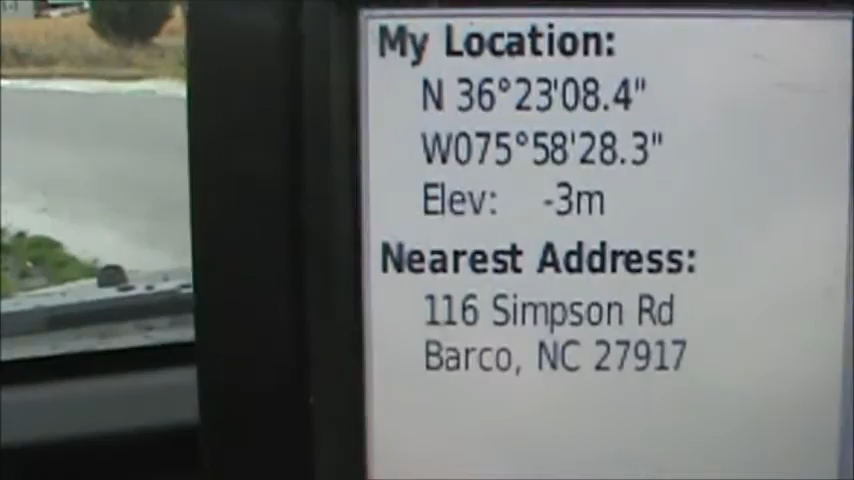 My Location:
N 36°23'08.4"
W075°58'28.3"
Elev: -3m
Nearest Address:
116 Simpson Rd
Barco, NC 27917